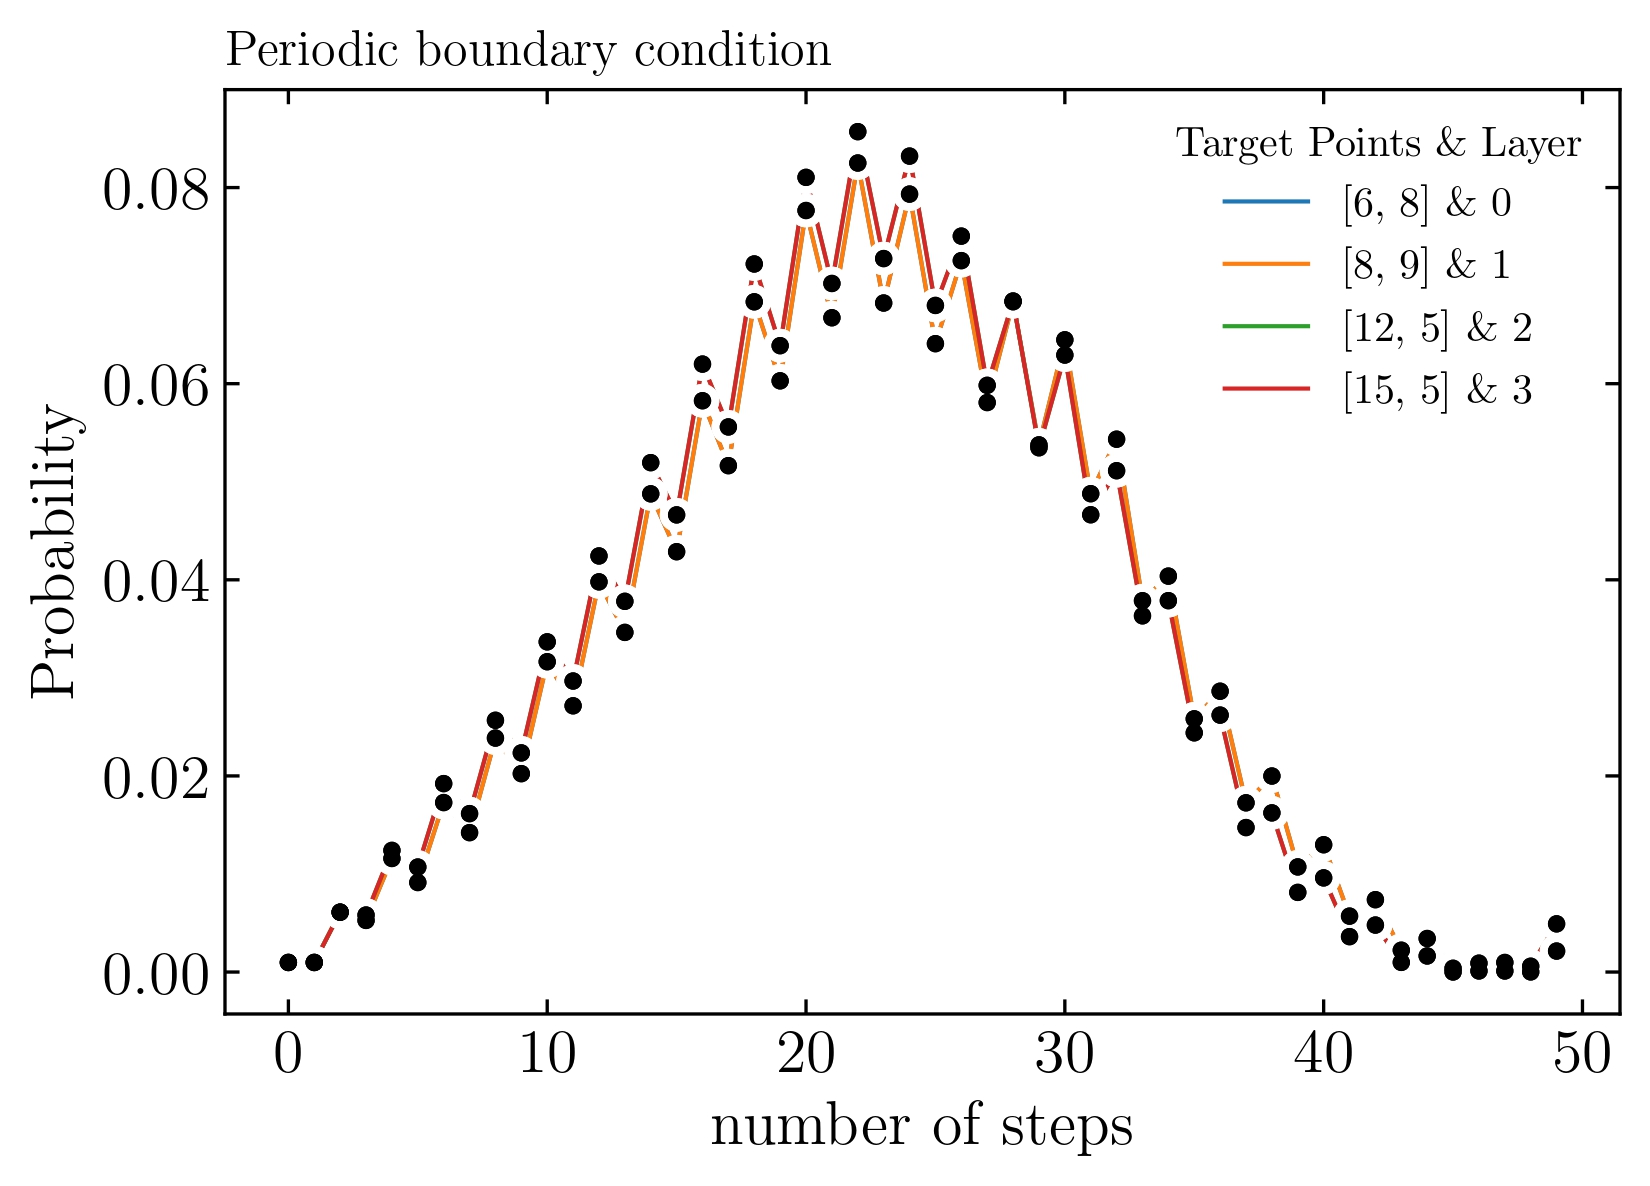 Periodic boundary condition
Target Points & Layer
[6, 8] & 0
[8, 9] & 1
[12, 5] & 2
[15, 5] & 3
Probability
0.08
0.06
0.04
0.02
0.00
0 10 20 30 40 50
number of steps